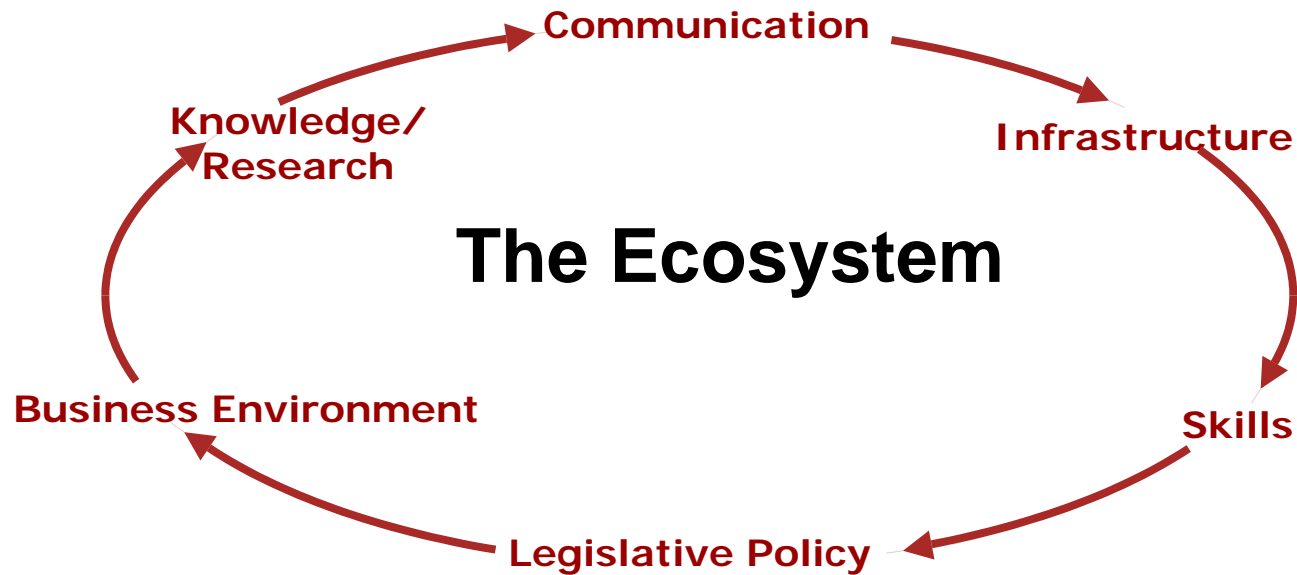 Communication
Knowledge/
Research
Infrastructure
The Ecosystem
Business Environment
Skills
Legislative Policy